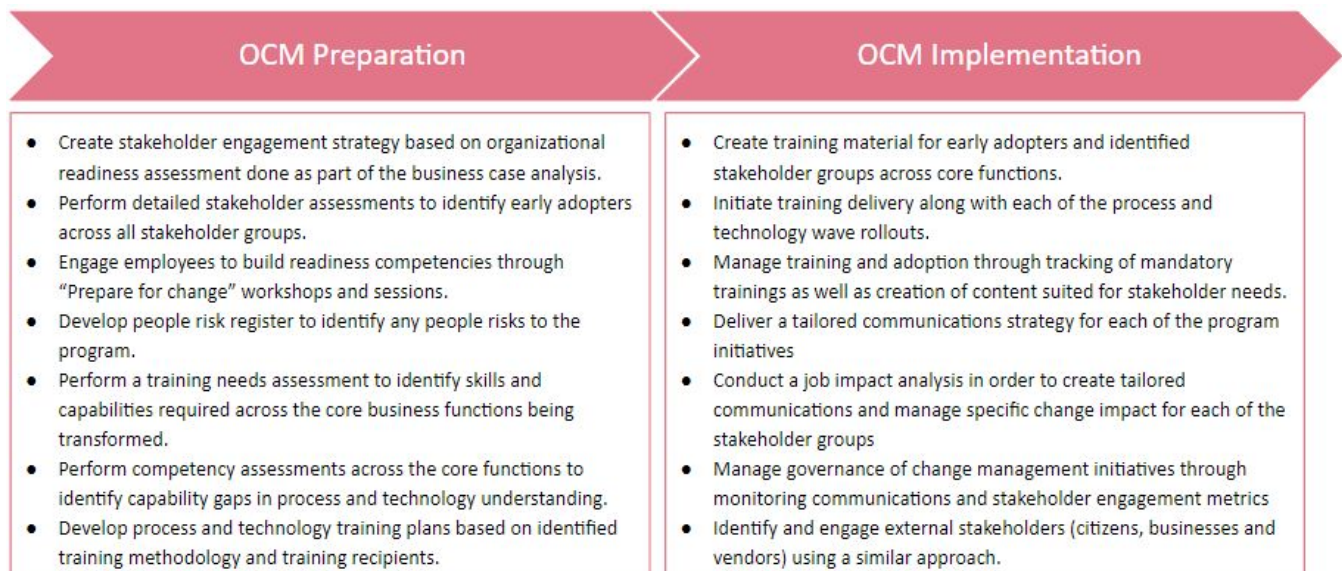 OCM Preparation
OCM Implementation
● Create stakeholder engagement strategy based on organizational
readiness assessment done as part of the business case analysis.
● Perform detailed stakeholder assessments to identify early adopters
across all stakeholder groups.
● Engage employees to build readiness competencies through
“Prepare for change” workshops and sessions.
● Develop people risk register to identify any people risks to the
program.
● Perform a training needs assessment to identify skills and
capabilities required across the core business functions being
transformed.
● Perform competency assessments across the core functions to
identify capability gaps in process and technology understanding.
● Develop process and technology training plans based on identified
training methodology and training recipients.
● Create training material for early adopters and identified
stakeholder groups across core functions.
● Initiate training delivery along with each of the process and
technology wave rollouts.
● Manage training and adoption through tracking of mandatory
trainings as well as creation of content suited for stakeholder needs.
● Deliver a tailored communications strategy for each of the program
initiatives
● Conduct a job impact analysis in order to create tailored
communications and manage specific change impact for each of the
stakeholder groups
● Manage governance of change management initiatives through
monitoring communications and stakeholder engagement metrics
● Identify and engage external stakeholders (citizens, businesses and
vendors) using a similar approach.